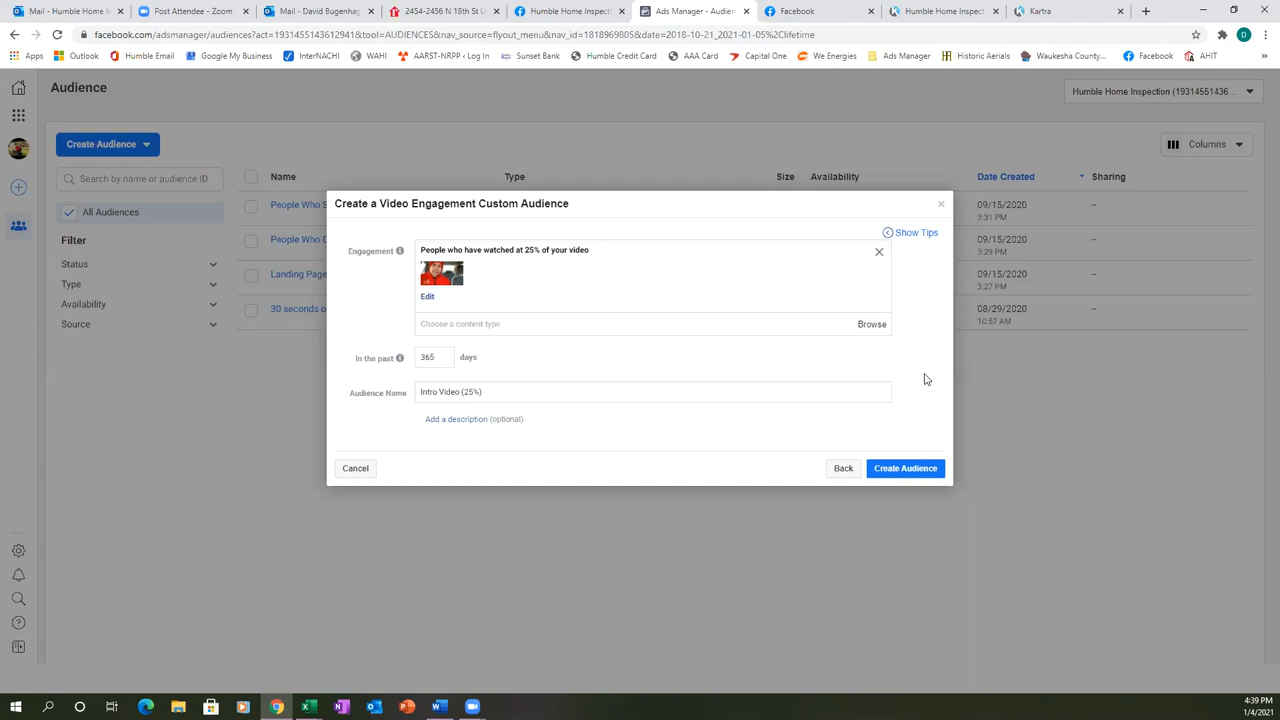 Mail - Humble Home In
Post Attendee - Zoom
Mail - David Bugenhag
2454-2456 N 18th St U
Humble Home Inspecti
Ads Manager - Audien
Facebook
Humble Home Inspect
Kartra
facebook.com/adsmanager/audiences?act=1931455143612941&tool=AUDIENCES&nav_source=flyout_menu&nav_id=1818969805&date=2018-10-21_2021-01-05%2Clifetime
Apps
Outlook
Humble Email
Google My Business
InterNACHI
WAHI
AARST-NRPP < Log In
Sunset Bank
Humble Credit Card
AAA Card
Capital One
We Energies
Ads Manager
Historic Aerials
Waukesha County...
Facebook
AHIT
»
Audience
Humble Home Inspection (19314551436...
Create Audience
Columns
Search by name or audience ID
Name
Type
Size
Availability
Date Created
Sharing
All Audiences
People Who S
09/15/2020
3:31 PM
–
Filter
People Who D
09/15/2020
3:29 PM
–
Status
Type
Landing Page
09/15/2020
3:27 PM
–
Availability
Source
30 seconds o
08/29/2020
10:57 AM
–
Create a Video Engagement Custom Audience
Show Tips
Engagement
People who have watched at 25% of your video
Edit
Choose a content type
Browse
In the past
365
days
Audience Name
Intro Video (25%)
Add a description (optional)
Cancel
Back
Create Audience
4:39 PM
1/4/2021